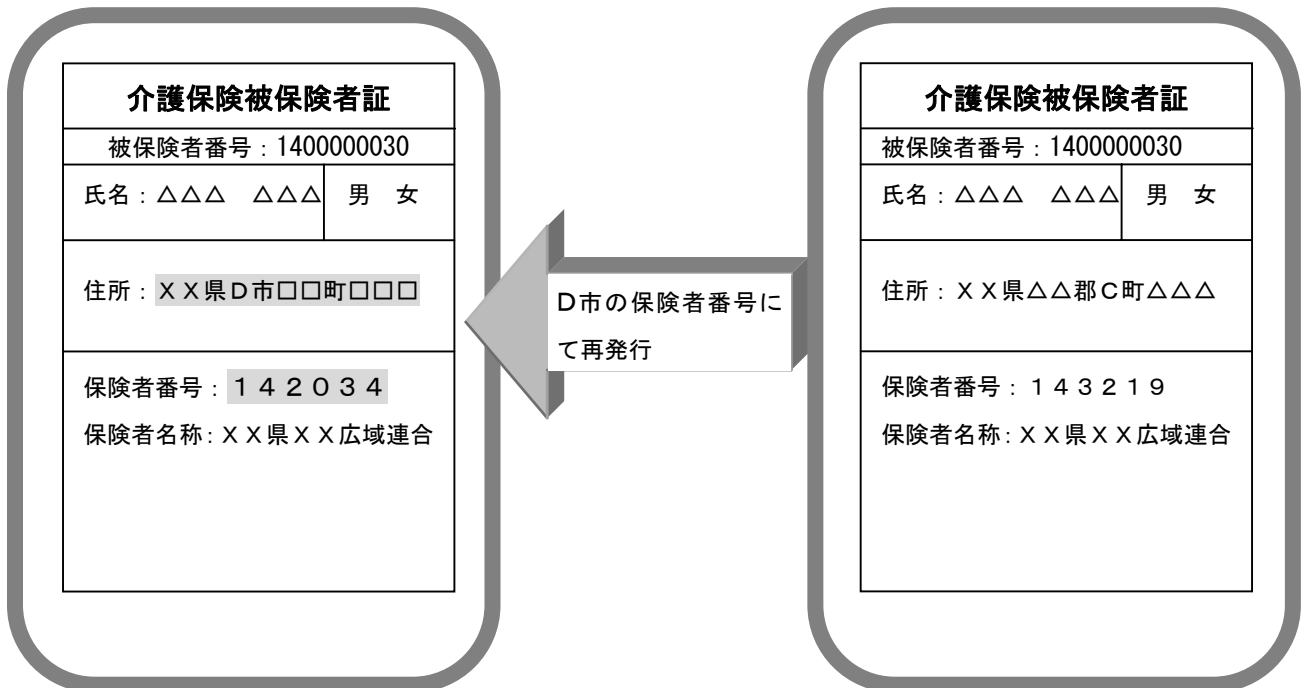 介護保険被保険者証
被保険者番号：1400000030
氏名：△△△　△△△
男　女
住所：ＸＸ県Ｄ市□□町□□□
保険者番号：１４２０３４
保険者名称：ＸＸ県ＸＸ広域連合
Ｄ市の保険者番号に
て再発行
介護保険被保険者証
被保険者番号：1400000030
氏名：△△△　△△△
男　女
住所：ＸＸ県△△郡Ｃ町△△△
保険者番号：１４３２１９
保険者名称：ＸＸ県ＸＸ広域連合